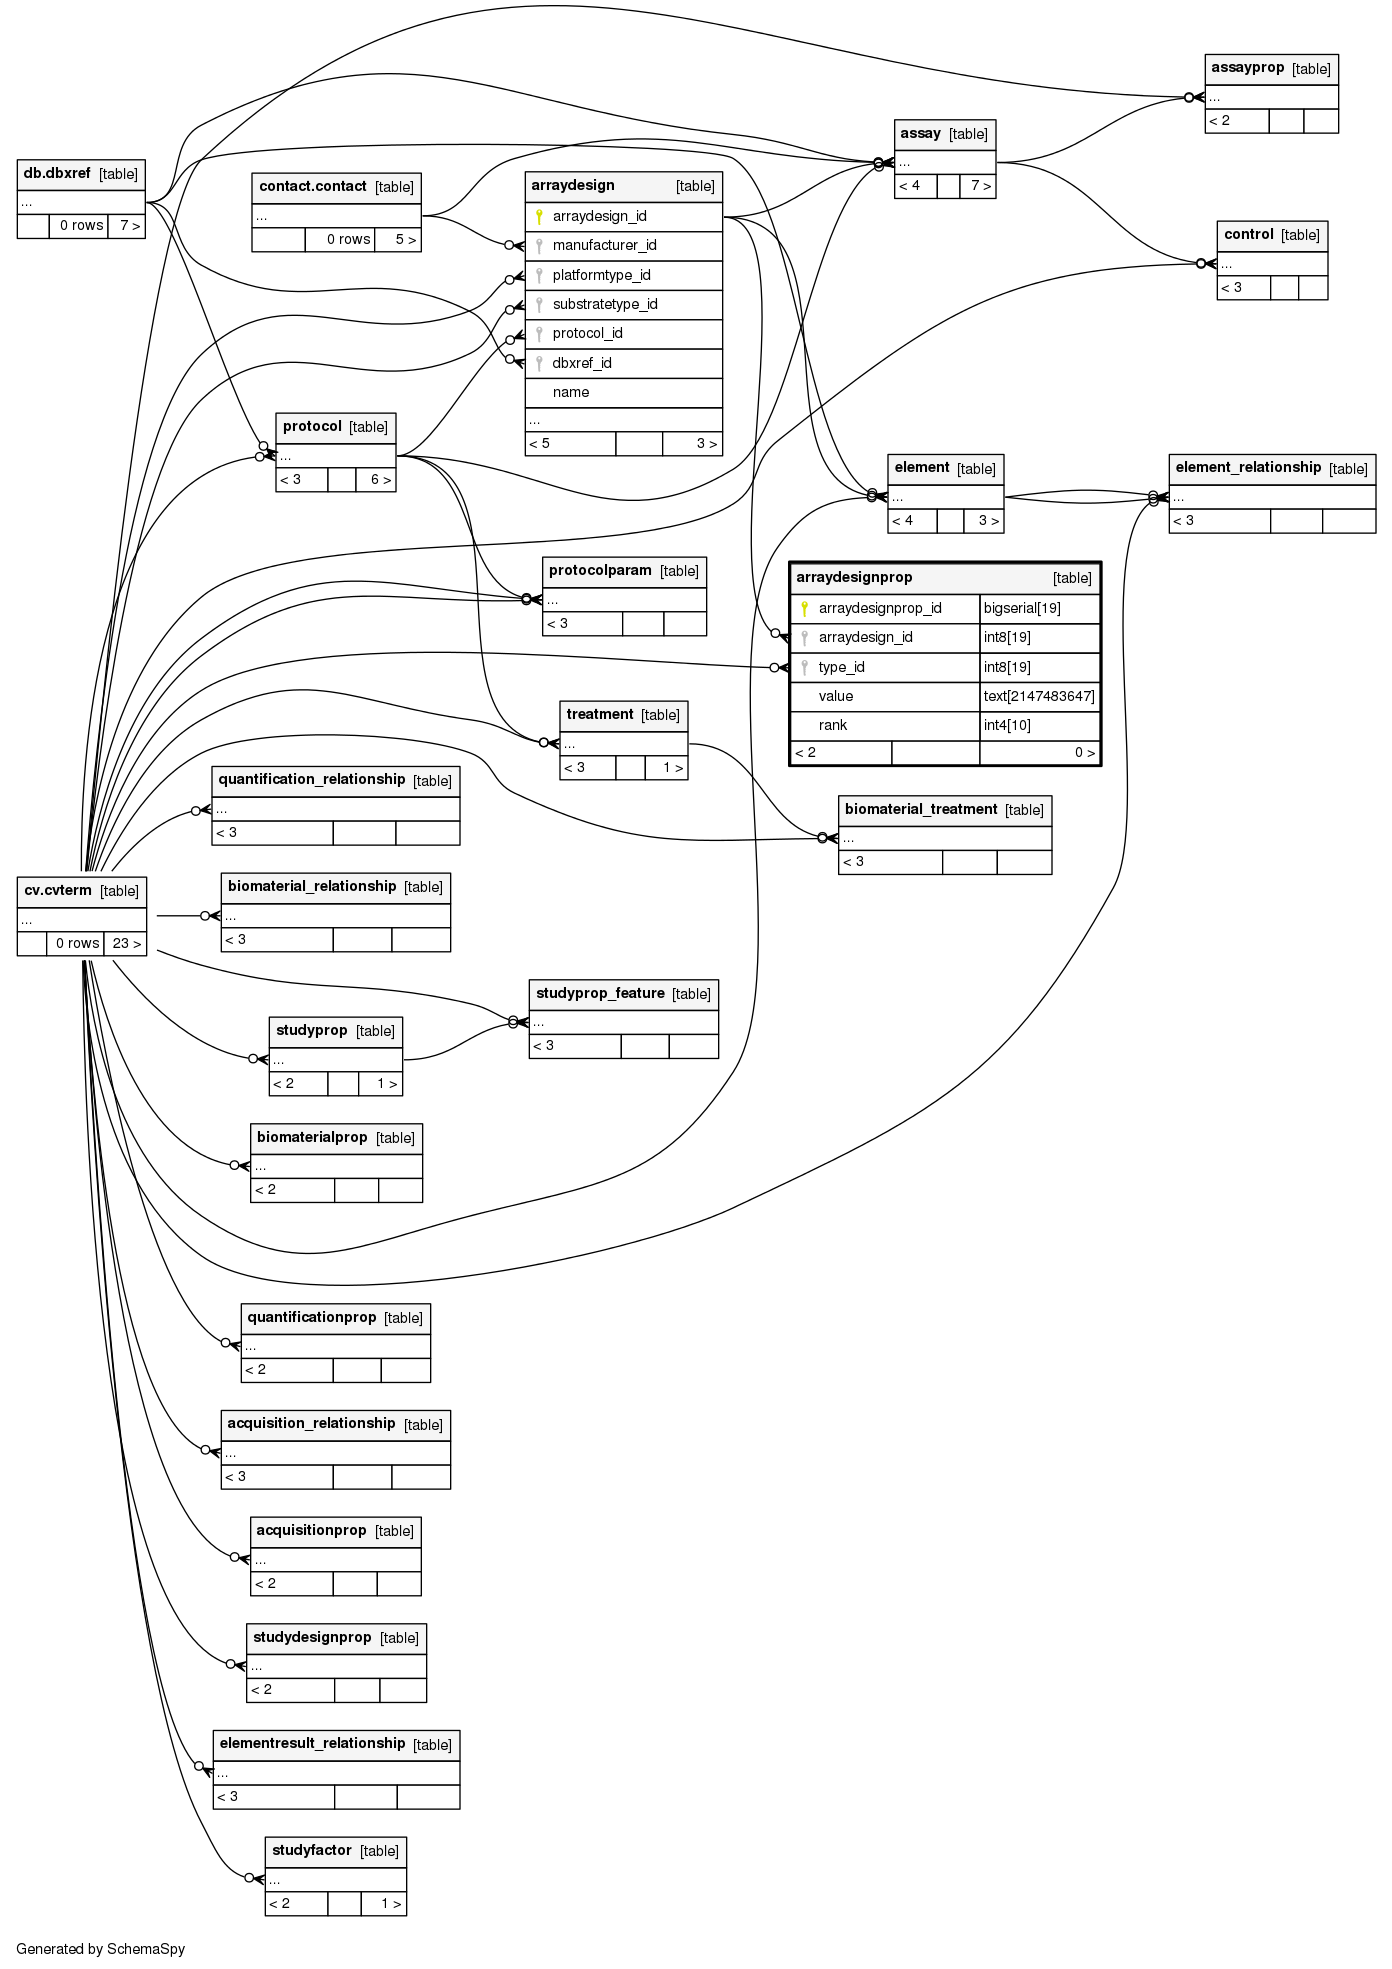 assayprop [table]
...
< 2
assay [table]
...
< 4 7 >
db.dbxref [table]
...
0 rows 7 >
contact.contact [table]
...
0 rows 5 >
arraydesign [table]
arraydesign_id
manufacturer_id
platformtype_id
substratetype_id
protocol_id
dbxref_id
name
...
< 5 3 >
control [table]
...
< 3
protocol [table]
...
< 3 6 >
element [table]
...
< 4 3 >
element_relationship [table]
...
< 3
protocolparam [table]
...
< 3
arraydesignprop [table]
arraydesignprop_id bigserial[19]
arraydesign_id int8[19]
type_id int8[19]
value text[2147483647]
rank int4[10]
< 2 0 >
treatment [table]
...
< 3 1 >
quantification_relationship [table]
...
< 3
biomaterial_treatment [table]
...
< 3
cv.cvterm [table]
...
0 rows 23 >
biomaterial_relationship [table]
...
< 3
studyprop_feature [table]
...
< 3
studyprop [table]
...
< 2 1 >
biomaterialprop [table]
...
< 2
quantificationprop [table]
...
< 2
acquisition_relationship [table]
...
< 3
acquisitionprop [table]
...
< 2
studydesignprop [table]
...
< 2
elementresult_relationship [table]
...
< 3
studyfactor [table]
...
< 2 1 >
Generated by SchemaSpy